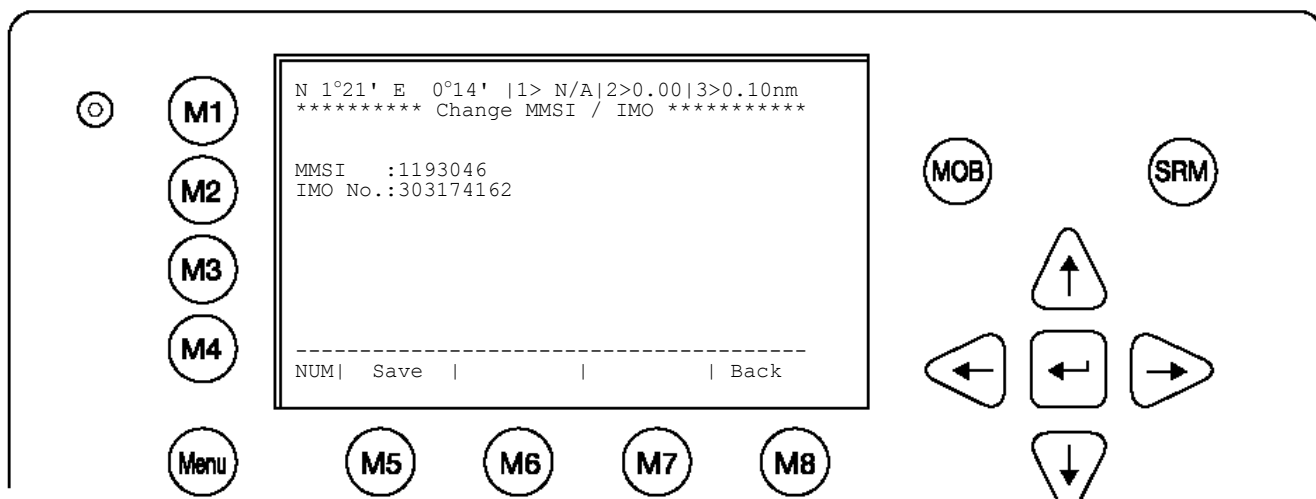 N 1°21' E  0°14' |1> N/A|2>0.00|3>0.10nm
********** Change MMSI / IMO ***********
MMSI   :1193046
IMO No.:303174162
----------------------------------------
NUM|  Save  |         |         | Back
M1
M2
M3
M4
Menu
M5
M6
M7
M8
MOB
SRM